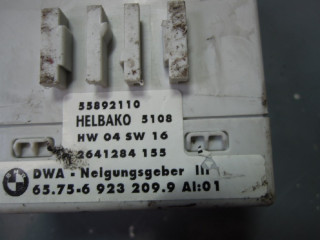 55892110
HELBAKO 5108
HW 04 SW 16
2641284 155
DWA - Neigungsgeber III
65.75-6 923 209.9 AI:01